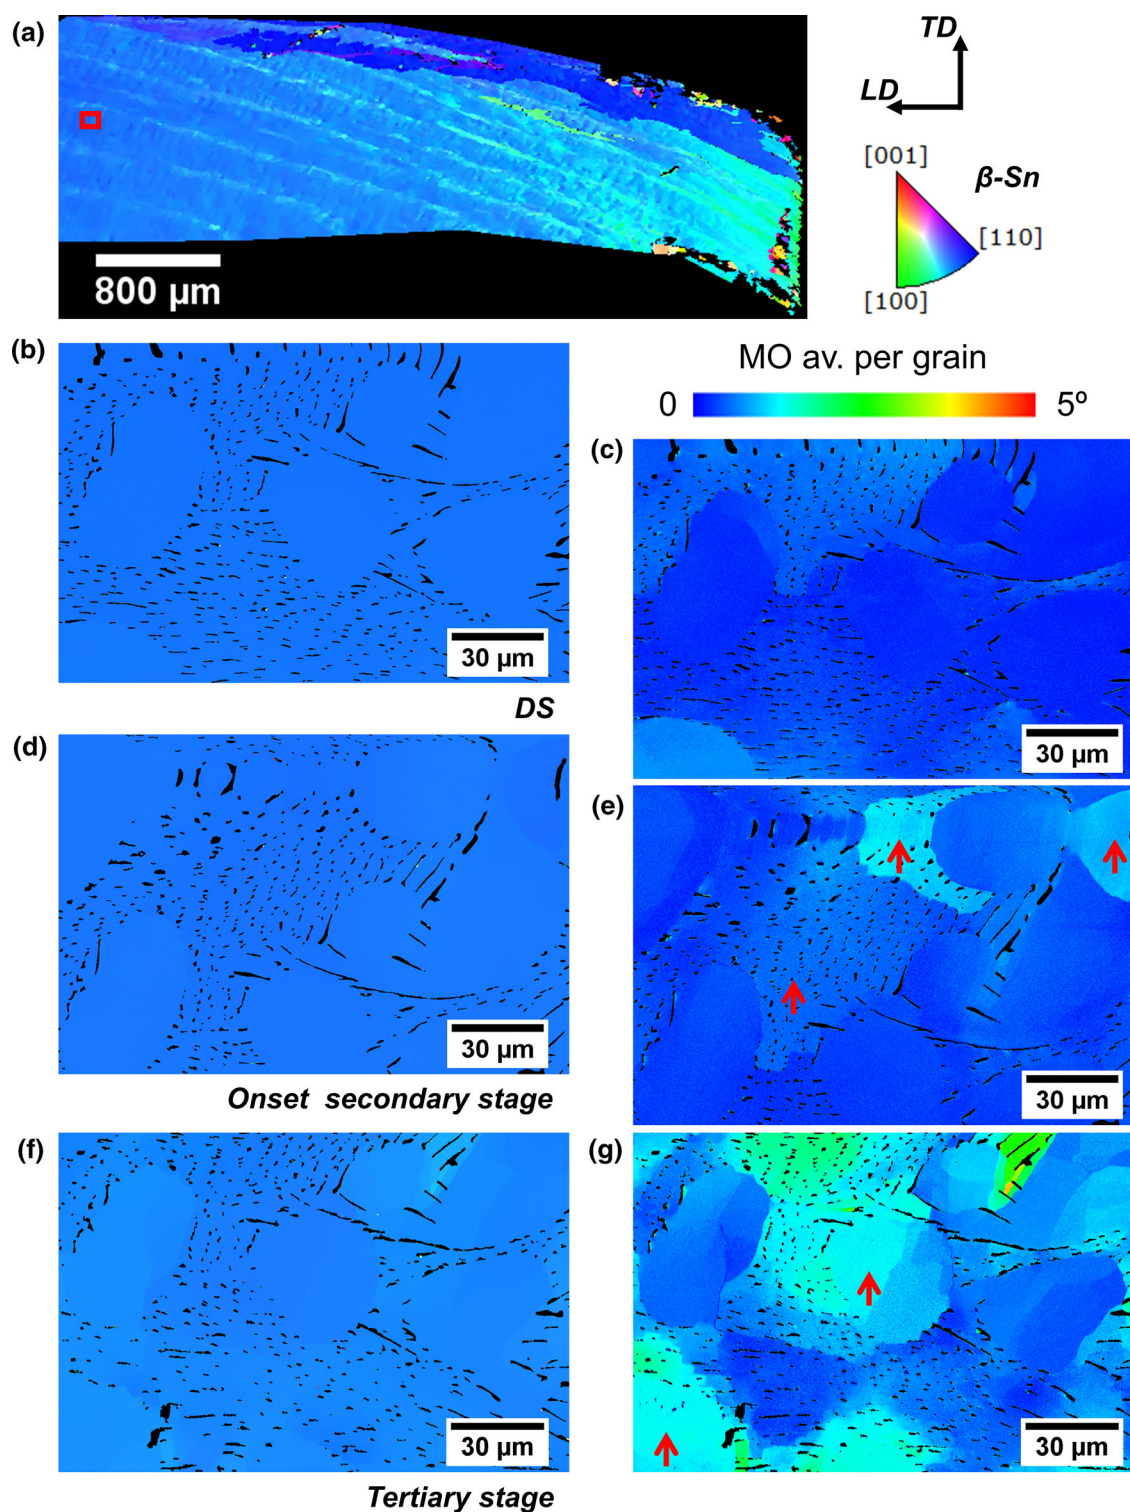 (a)
TD
LD
[001]
β-Sn
[110]
[100]
800 µm
(b)
MO av. per grain
0
5º
(c)
30 µm
DS
30 µm
(d)
(e)
30 µm
Onset secondary stage
30 µm
(f)
(g)
30 µm
30 µm
Tertiary stage